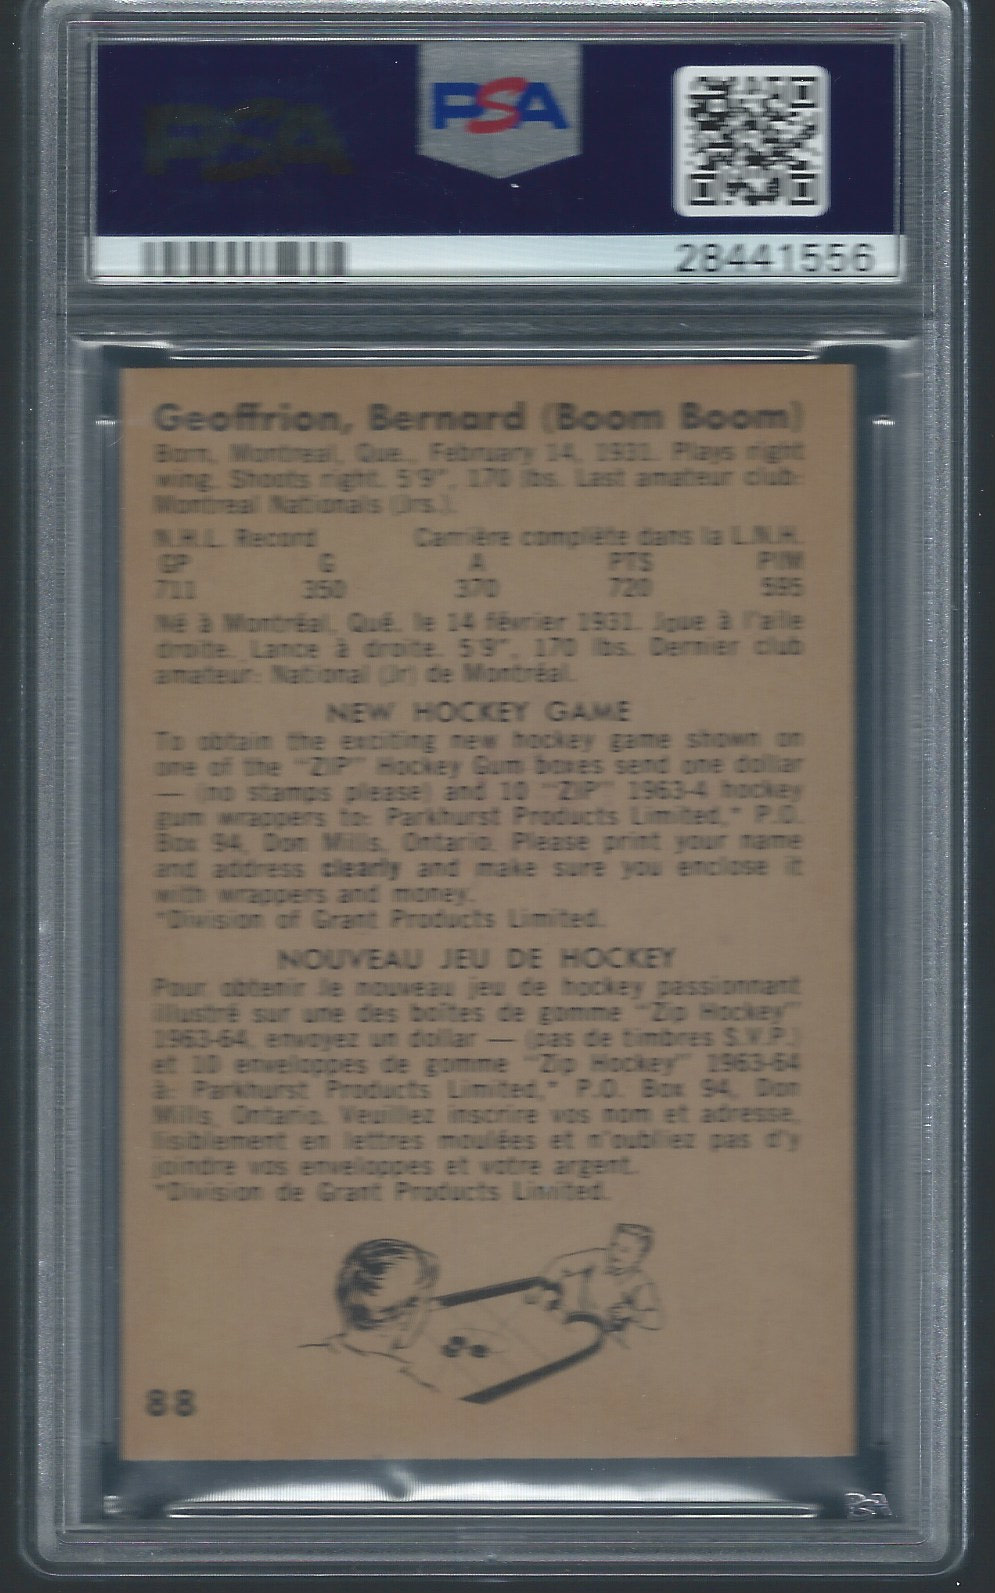 PSA
PSA
28441556
Geoffrion, Bernard (Boom Boom)
Born, Montreal, Que., February 14, 1931. Plays right
wing. Shoots right. 5'9", 170 lbs. Last amateur club:
Montreal Nationals (Jrs.).
N.H.L. Record Carrière complète dans la L.N.H.
GP G A PTS PIM
711 350 370 720 595
Né à Montréal, Qué. le 14 février 1931. Joue à l'aile
droite. Lance à droite. 5'9", 170 lbs. Dernier club
amateur: National (Jr) de Montréal.
NEW HOCKEY GAME
To obtain the exciting new hockey game shown on
one of the "ZIP" Hockey Gum boxes send one dollar
— (no stamps please) and 10 "ZIP" 1963-4 hockey
gum wrappers to: Parkhurst Products Limited,* P.O.
Box 94, Don Mills, Ontario. Please print your name
and address clearly and make sure you enclose it
with wrappers and money.
*Division of Grant Products Limited.
NOUVEAU JEU DE HOCKEY
Pour obtenir le nouveau jeu de hockey passionnant
illustré sur une des boîtes de gomme "Zip Hockey"
1963-64, envoyez un dollar — (pas de timbres S.V.P.)
et 10 enveloppes de gomme "Zip Hockey" 1963-64
à: Parkhurst Products Limited,* P.O. Box 94, Don
Mills, Ontario. Veuillez inscrire vos nom et adresse,
lisiblement en lettres moulées et n'oubliez pas d'y
joindre vos enveloppes et votre argent.
*Division de Grant Products Limited.
88
PSA